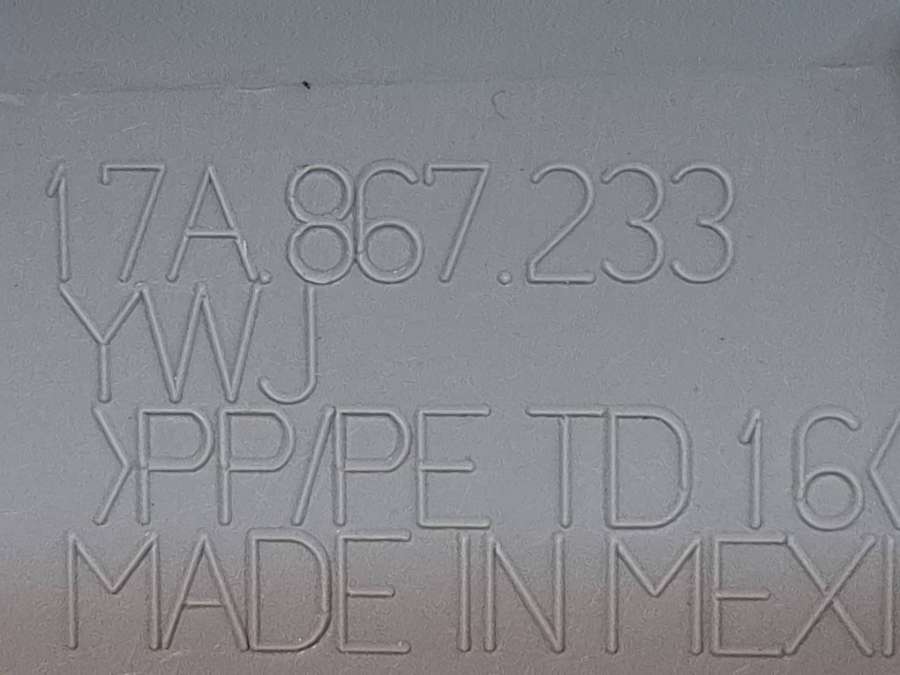 17A.867.233
YWJ
>PP/PE TD 16<
MADE IN MEXI